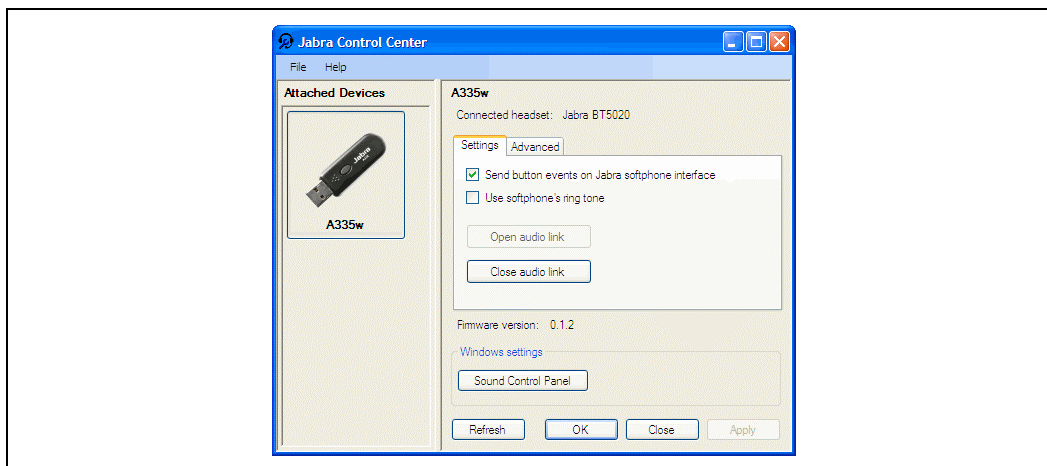 Jabra Control Center
File Help
Attached Devices
Jabra
A335w
A335w
Connected headset: Jabra BT5020
Settings Advanced
Send button events on Jabra softphone interface
Use softphone's ring tone
Open audio link
Close audio link
Firmware version: 0.1.2
Windows settings
Sound Control Panel
Refresh OK Close Apply